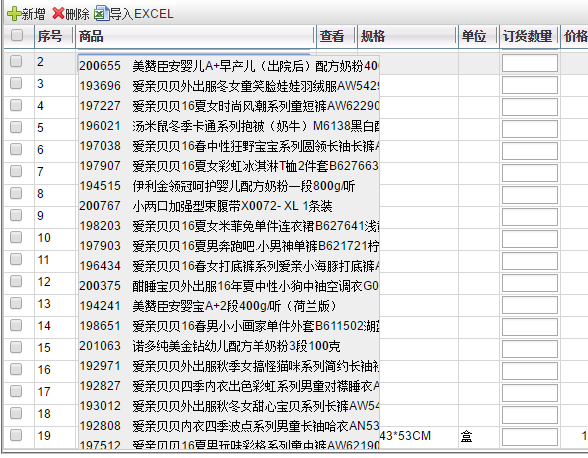 新增 删除 导入EXCEL
序号 商品 查看 规格 单位 订货数量 价格
2 200655 美赞臣安婴儿A+早产儿（出院后）配方奶粉400
3 193696 爱亲贝贝外出服冬女童笑脸娃娃羽绒服AW5429
4 197227 爱亲贝贝16夏女时尚风潮系列童短裤AW62290
5 196021 汤米鼠冬季卡通系列抱被（奶牛）M6138黑白
6 197038 爱亲贝贝16春中性狂野宝宝系列圆领长袖长裤A
7 197907 爱亲贝贝16夏女彩虹冰淇淋T恤2件套B627663
8 194515 伊利金领冠呵护婴儿配方奶粉一段800g/听
9 200767 小两口加强型束腹带X0072- XL 1条装
10 198203 爱亲贝贝16夏女米菲兔单件连衣裙B627641浅
11 197903 爱亲贝贝16夏男奔跑吧.小男神单裤B621721柠
12 196434 爱亲贝贝16春女打底裤系列爱亲小海豚打底裤A
13 200375 酣睡宝贝外出服16年夏中性小狗中袖空调衣G0
14 194241 美赞臣安婴宝A+2段400g/听（荷兰版）
15 198651 爱亲贝贝16春男小小画家单件外套B611502湖
16 201063 诺多纯美金钻幼儿配方羊奶粉3段100克
17 192971 爱亲贝贝外出服秋季女搞怪猫咪系列简约长袖
18 192827 爱亲贝贝四季内衣出色彩虹系列男童对襟睡衣A
19 193012 爱亲贝贝外出服秋冬女甜心宝贝系列长裤AW54
192808 爱亲贝贝内衣四季波点系列男童长袖哈衣AN53
43*53CM 盒 1
197512 爱亲贝贝16夏男玩味彩格系列童中裤AW62190